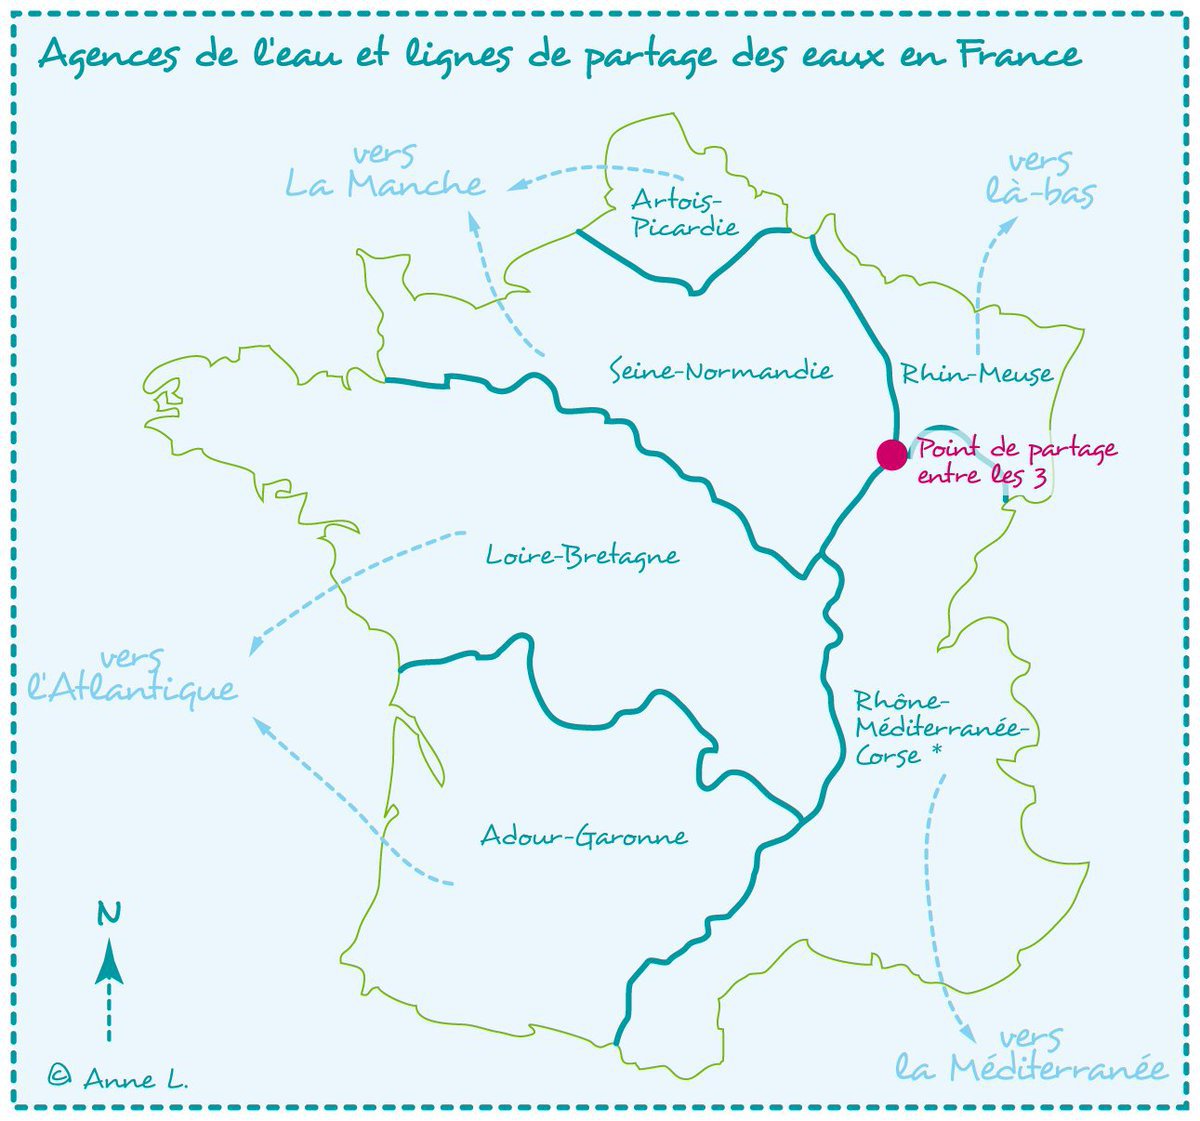 Agences de l'eau et lignes de partage des eaux en France
vers
La Manche
vers
là-bas
Artois-
Picardie
Seine-Normandie
Rhin-Meuse
Point de partage
entre les 3
Loire-Bretagne
vers
l'Atlantique
Rhône-
Méditerranée-
Corse *
Adour-Garonne
N
vers
la Méditerranée
© Anne L.